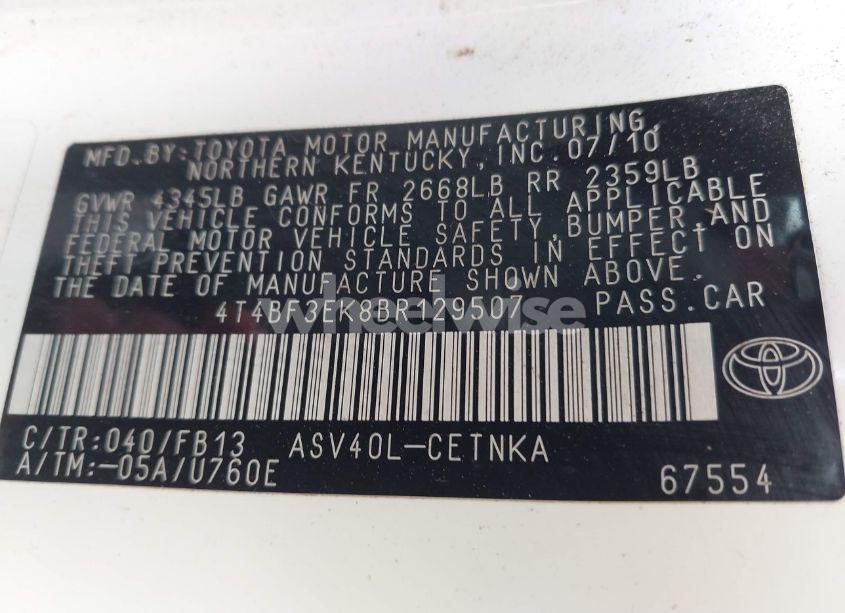 MFD. BY: TOYOTA MOTOR MANUFACTURING,
NORTHERN KENTUCKY, INC. 07/10
GVWR 4345LB GAWR FR 2668LB RR 2359LB
THIS VEHICLE CONFORMS TO ALL APPLICABLE
FEDERAL MOTOR VEHICLE SAFETY, BUMPER, AND
THEFT PREVENTION STANDARDS IN EFFECT ON
THE DATE OF MANUFACTURE SHOWN ABOVE.
4T4BF3EK8BR129507 PASS. CAR
wheelwise
C/TR: 040/FB13 ASV40L-CETNKA
A/TM: -05A/U760E
67554